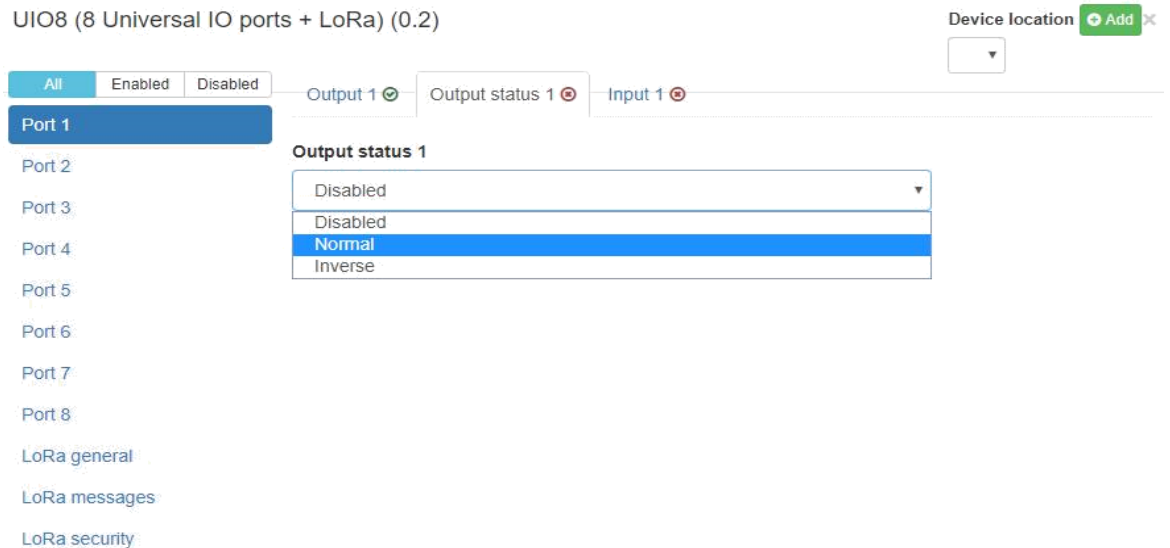 UIO8 (8 Universal IO ports + LoRa) (0.2)
Device location
Add
All Enabled Disabled
Output 1 Output status 1 Input 1
Port 1
Port 2
Port 3
Port 4
Port 5
Port 6
Port 7
Port 8
LoRa general
LoRa messages
LoRa security
Output status 1
Disabled
Disabled
Normal
Inverse